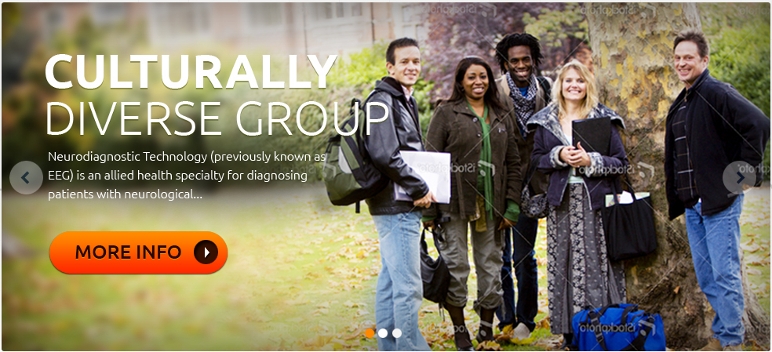 CULTURALLY
DIVERSE GROUP
Neurodiagnostic Technology (previously known as
EEG) is an allied health specialty for diagnosing
patients with neurological...
MORE INFO